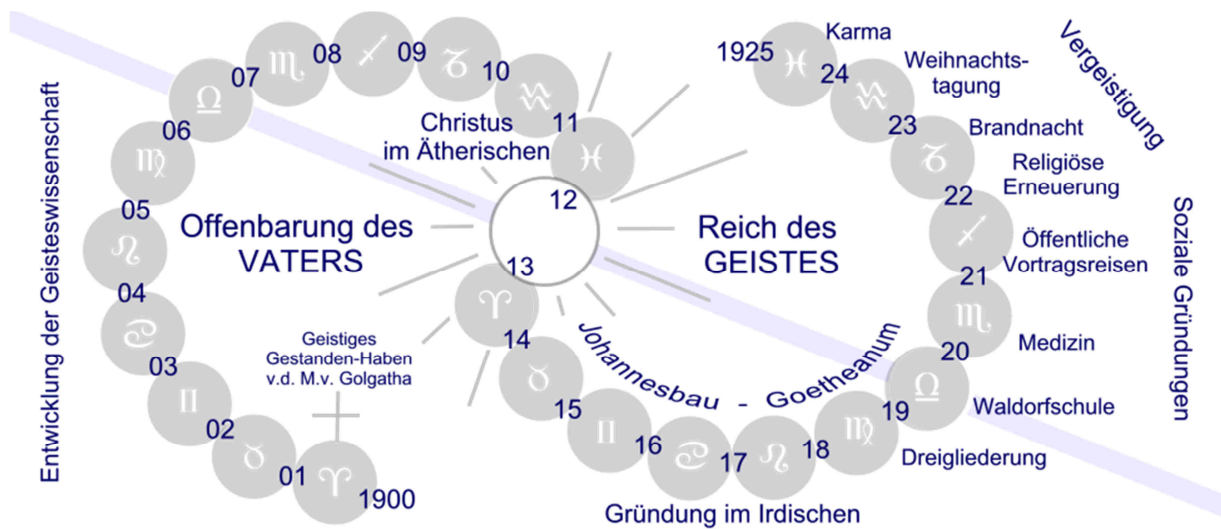 Entwicklung der Geisteswissenschaft
1900
01
02
03
04
05
06
07
08
09
10
11
12
Geistiges
Gestanden-Haben
v.d. M.v. Golgatha
Offenbarung des
VATERS
Christus
im Ätherischen
Reich des
GEISTES
13
14
15
16
17
18
19
20
21
22
23
24
1925
Johannesbau - Goetheanum
Gründung im Irdischen
Dreigliederung
Waldorfschule
Medizin
Öffentliche
Vortragsreisen
Religiöse
Erneuerung
Brandnacht
Weihnachts-
tagung
Karma
Vergeistigung
Soziale Gründungen